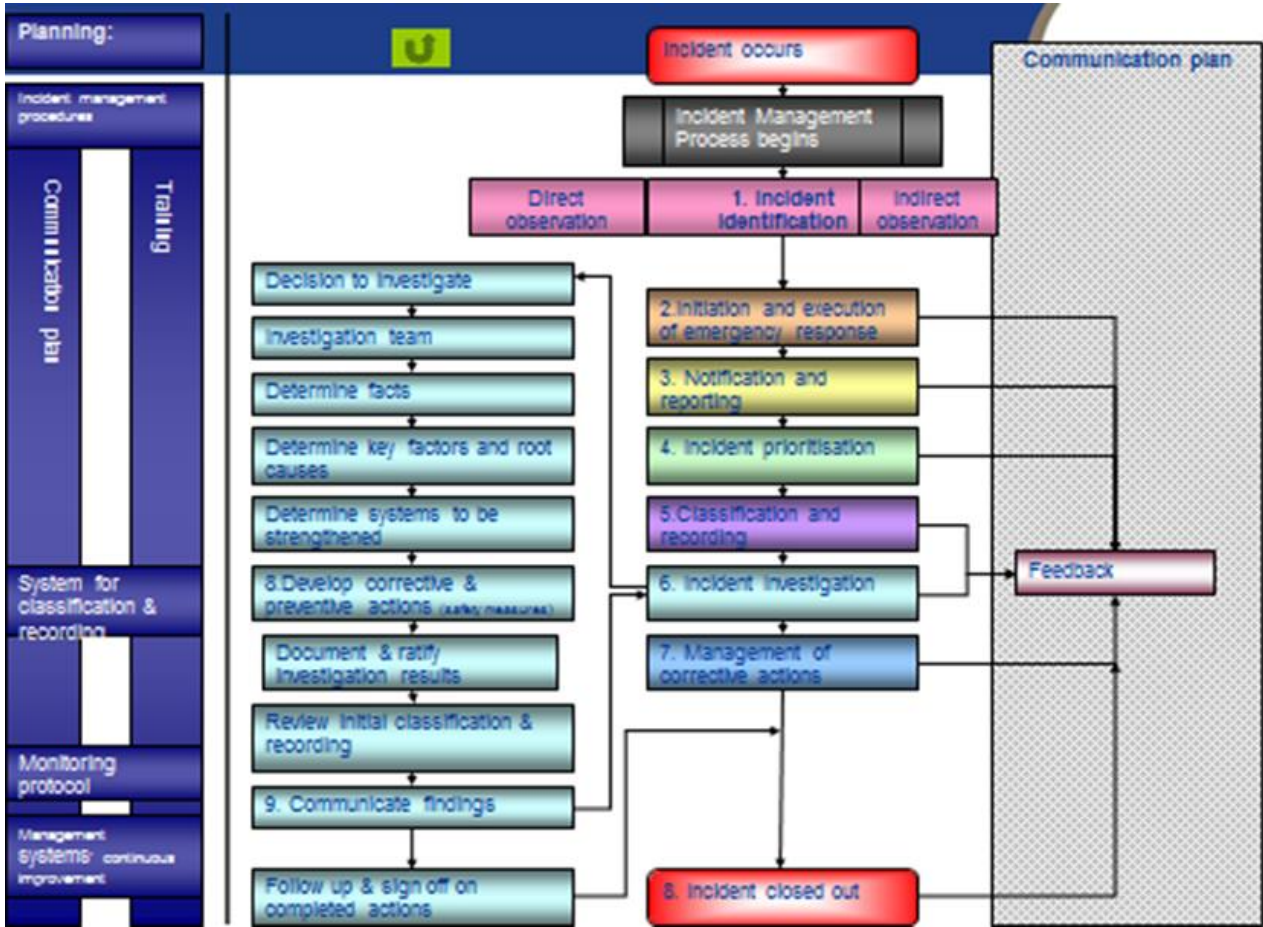 Planning:
Incident management
procedures
Communication plan
Training
System for
classification &
recording
Monitoring
protocol
Management
systems: continuous
improvement
Incident occurs
Incident Management
Process begins
Direct
observation
1. Incident
identification
Indirect
observation
Decision to investigate
Investigation team
Determine facts
Determine key factors and root
causes
Determine systems to be
strengthened
8.Develop corrective &
preventive actions (safety measures)
Document & ratify
investigation results
Review initial classification &
recording
9. Communicate findings
Follow up & sign off on
completed actions
2.Initiation and execution
of emergency response
3. Notification and
reporting
4. Incident prioritisation
5.Classification and
recording
6. Incident investigation
7. Management of
corrective actions
8. Incident closed out
Communication plan
Feedback